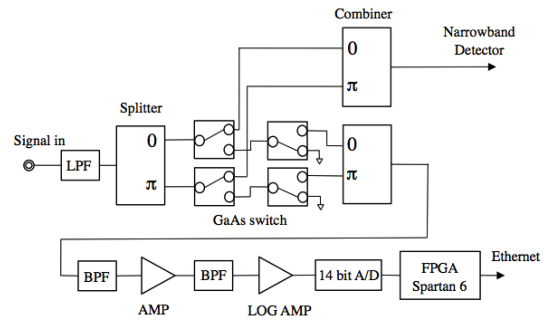 Combiner
Narrowband
Detector
0
π
Splitter
Signal in
LPF
0
π
0
π
GaAs switch
BPF
AMP
BPF
LOG AMP
14 bit A/D
FPGA
Spartan 6
Ethernet